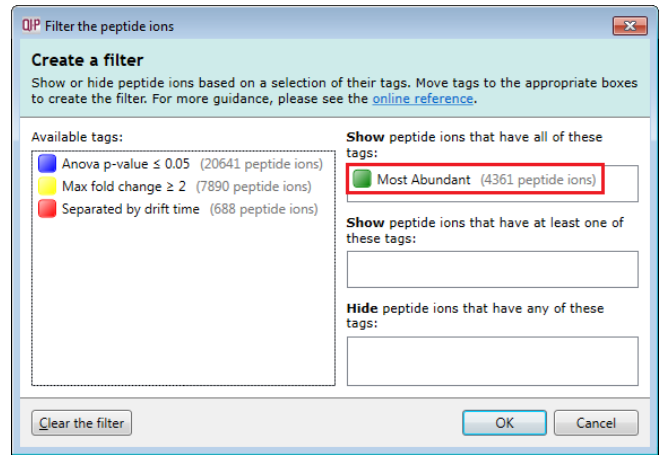 QIP Filter the peptide ions
Create a filter
Show or hide peptide ions based on a selection of their tags. Move tags to the appropriate boxes
to create the filter. For more guidance, please see the online reference.
Available tags:
Anova p-value ≤ 0.05 (20641 peptide ions)
Max fold change ≥ 2 (7890 peptide ions)
Separated by drift time (688 peptide ions)
Show peptide ions that have all of these
tags:
Most Abundant (4361 peptide ions)
Show peptide ions that have at least one of
these tags:
Hide peptide ions that have any of these
tags:
Clear the filter
OK
Cancel